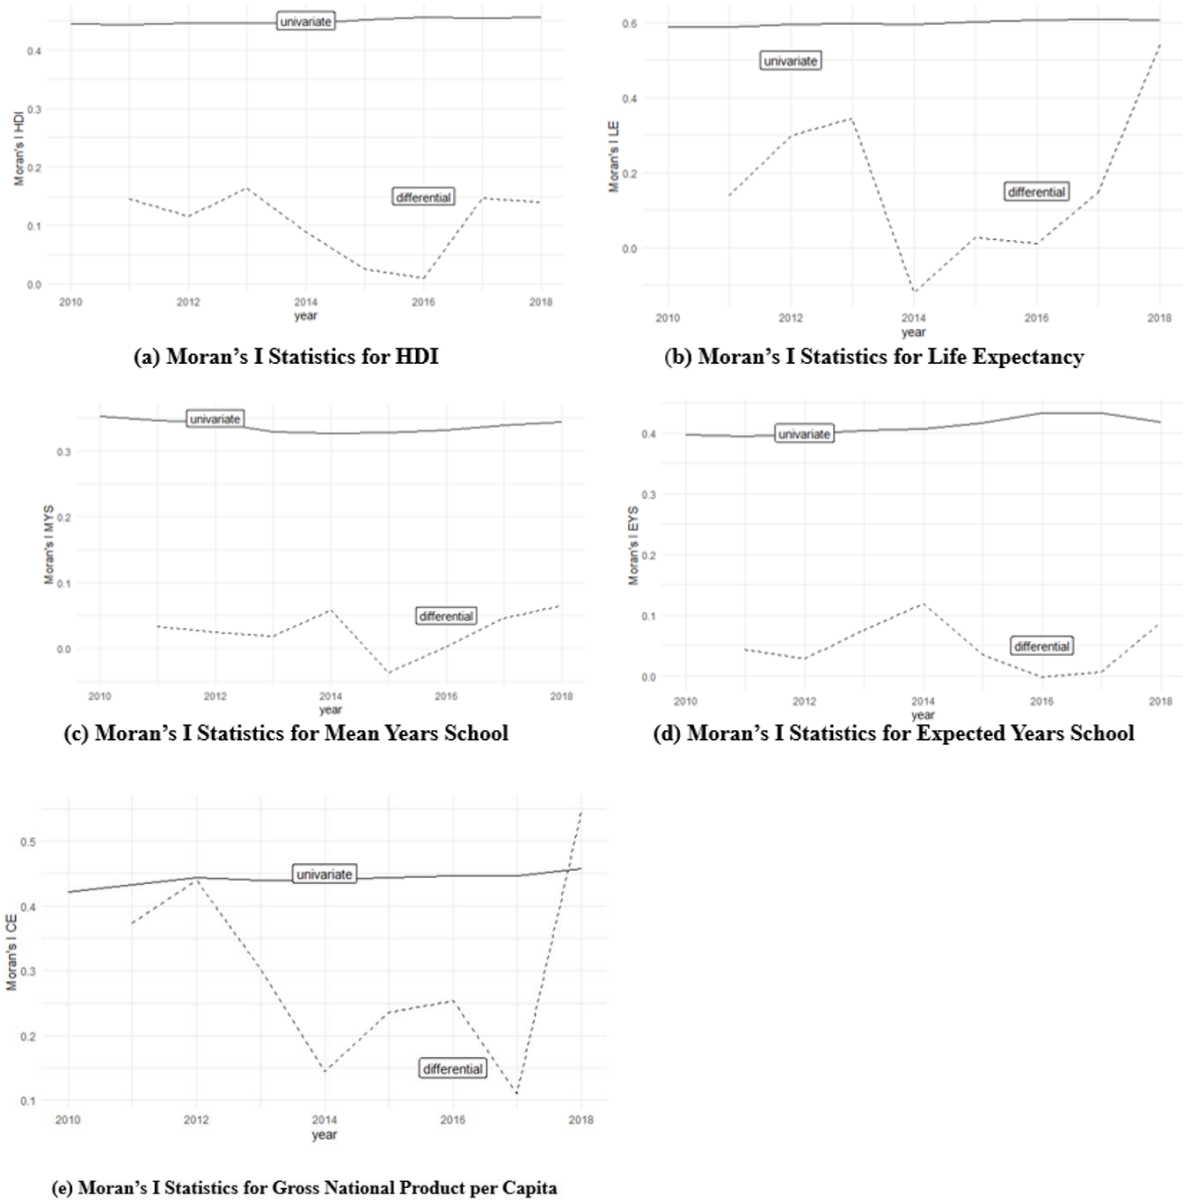 univariate
0.4
0.3
0.2
0.1
0.0
Moran's I HDI
differential
2010 2012 2014 2016 2018
year
(a) Moran's I Statistics for HDI
0.6
0.4
0.2
0.0
Moran's I LE
univariate
differential
2010 2012 2014 2016 2018
year
(b) Moran's I Statistics for Life Expectancy
univariate
0.3
0.2
0.1
0.0
Moran's I MYS
differential
2010 2012 2014 2016 2018
year
(c) Moran's I Statistics for Mean Years School
univariate
0.4
0.3
0.2
0.1
0.0
Moran's I EYS
differential
2010 2012 2014 2016 2018
year
(d) Moran's I Statistics for Expected Years School
0.5
0.4
0.3
0.2
0.1
Moran's I CE
univariate
differential
2010 2012 2014 2016 2018
year
(e) Moran's I Statistics for Gross National Product per Capita